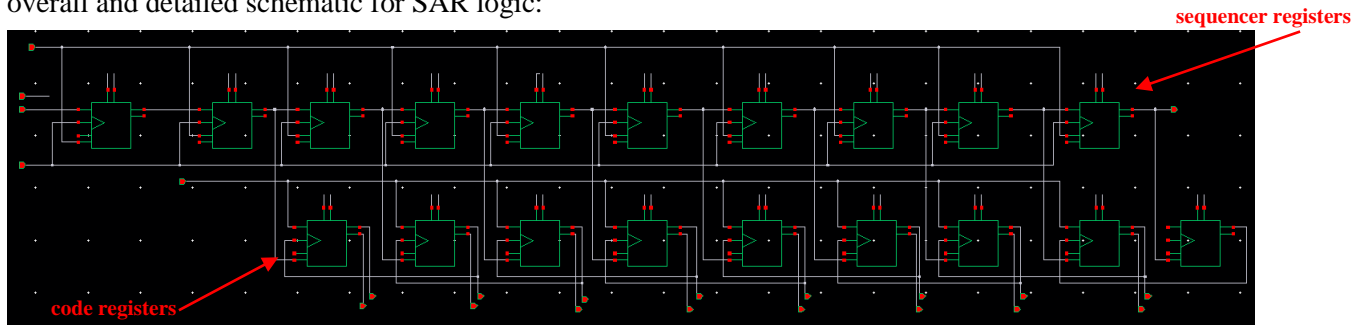 overall and detailed schematic for SAR logic:
sequencer registers
code registers